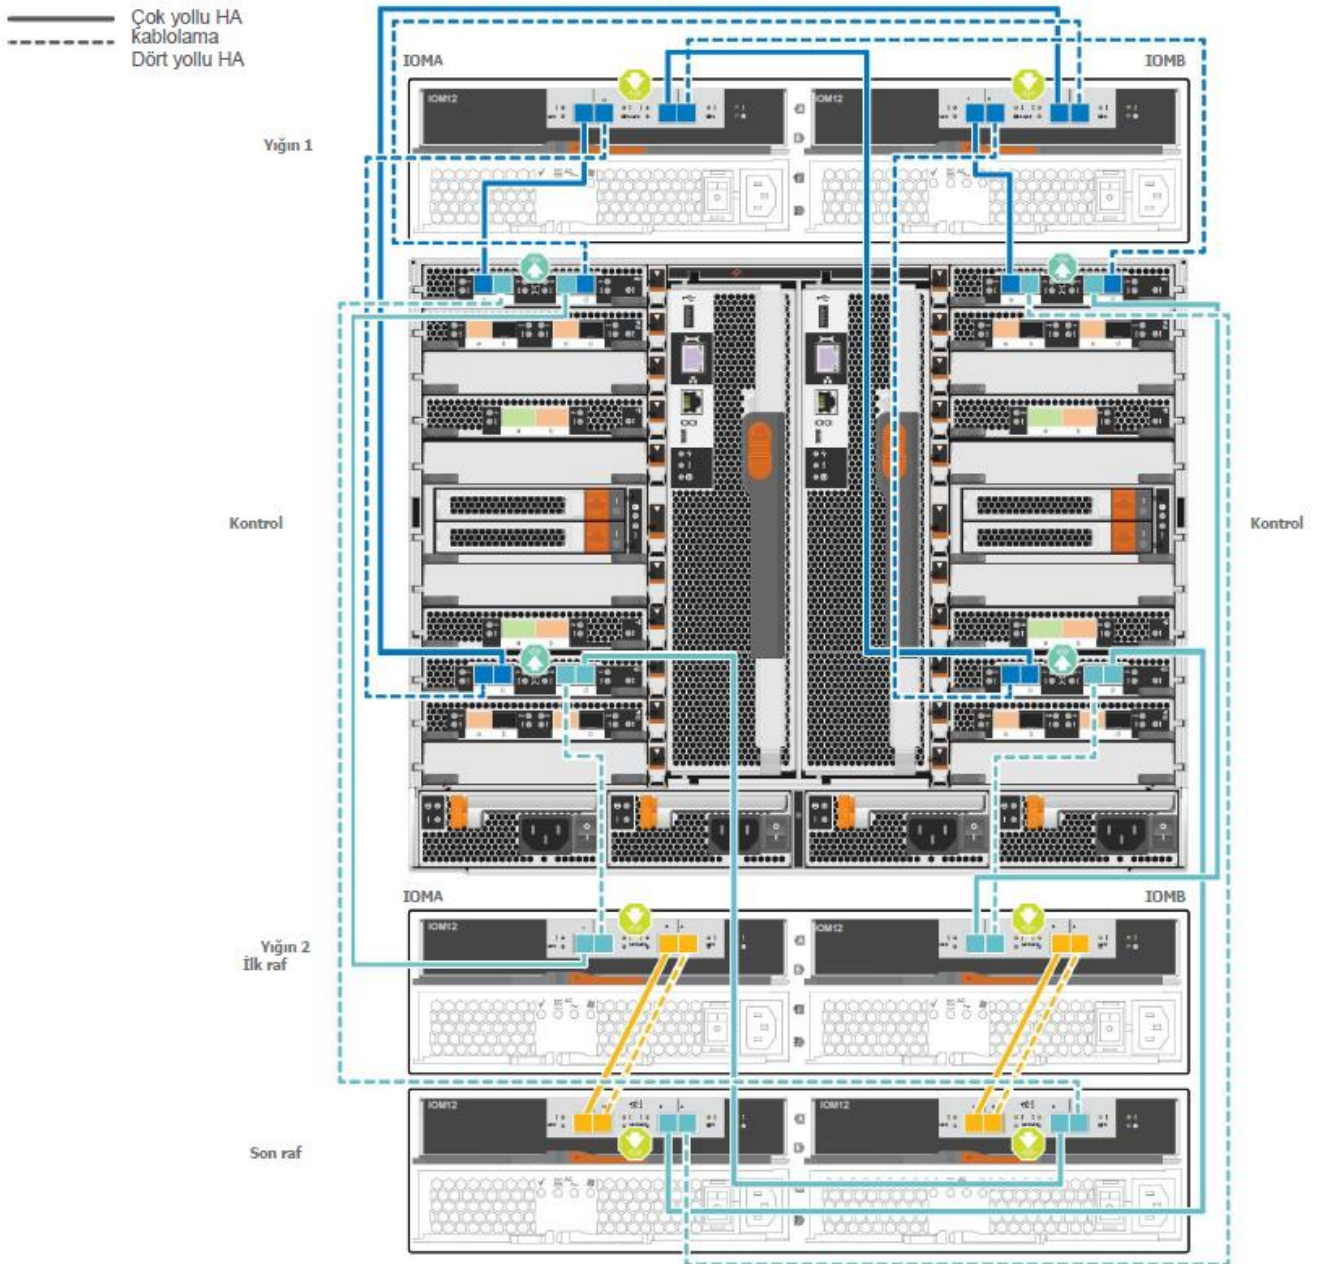 Çok yollu HA
kablolama
Dört yollu HA
IOMA
IOMB
IOM12
IOM12
Yığın 1
Kontrol
Kontrol
IOMA
IOMB
IOM12
IOM12
Yığın 2
İlk raf
IOM12
IOM12
Son raf